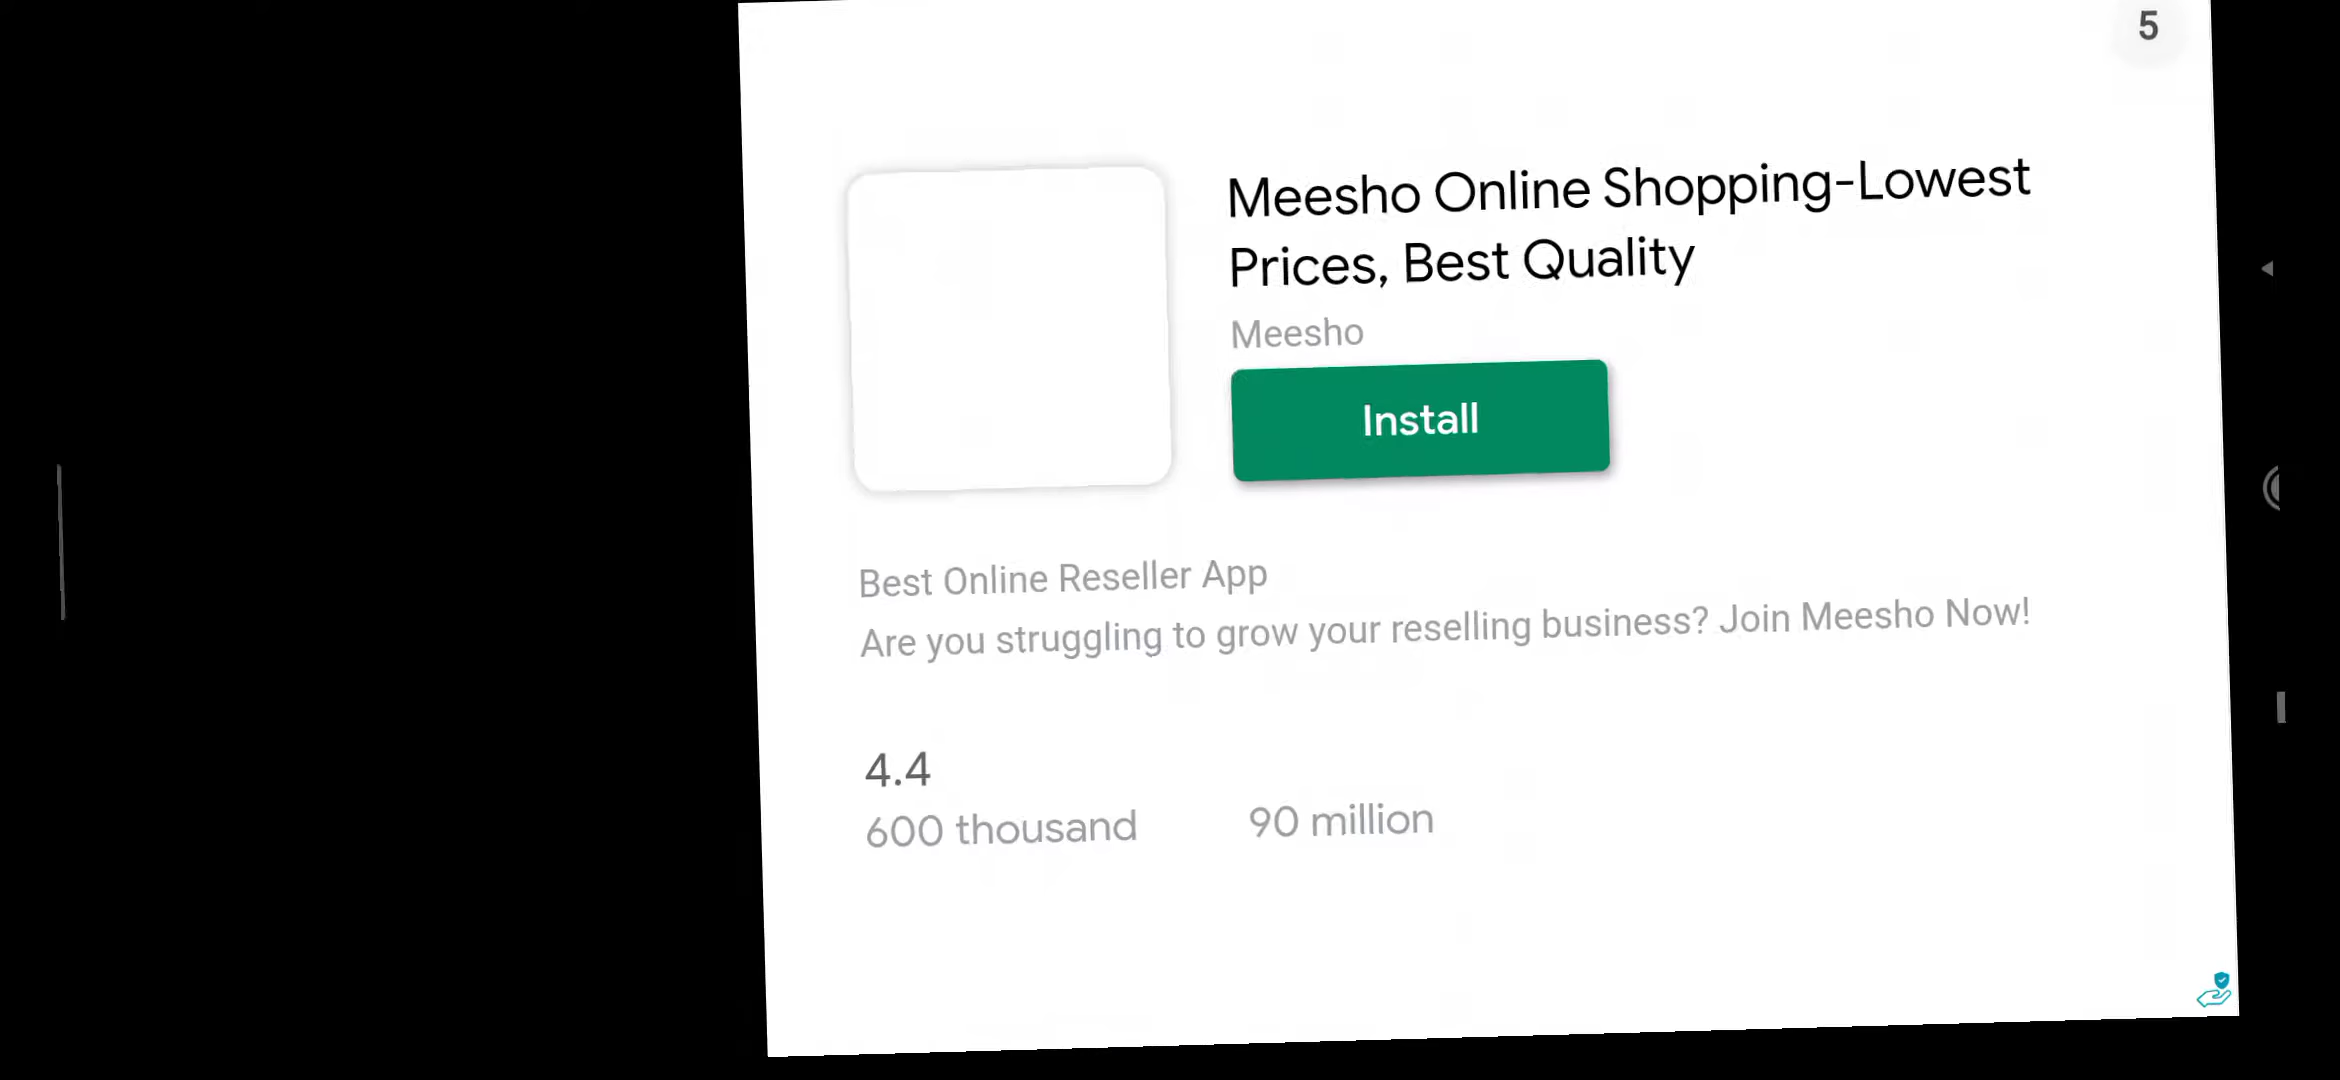 5
Meesho Online Shopping-Lowest
Prices, Best Quality
Meesho
Install
Best Online Reseller App
Are you struggling to grow your reselling business? Join Meesho Now!
4.4
600 thousand
90 million